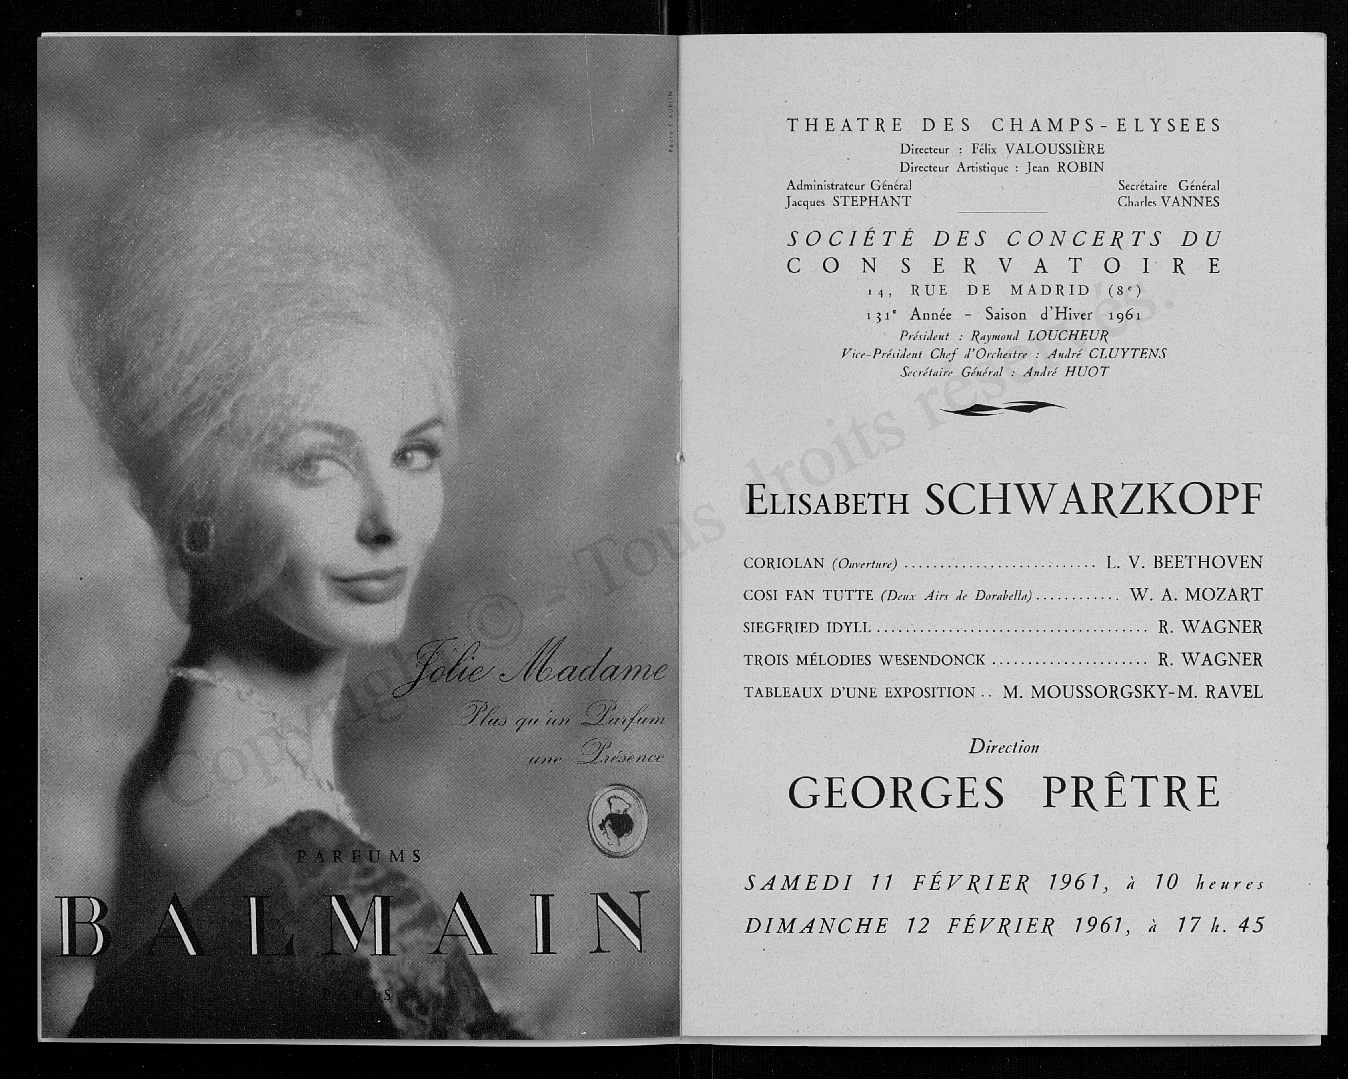 Jolie Madame
Plus qu'un Parfum
une Présence
PARFUMS
BALMAIN
PARIS
THEATRE DES CHAMPS-ELYSEES
Directeur : Félix VALOUSSIÈRE
Directeur Artistique : Jean ROBIN
Administrateur Général Secrétaire Général
Jacques STEPHANT Charles VANNES
SOCIÉTÉ DES CONCERTS DU
CONSERVATOIRE
14, RUE DE MADRID (8e)
131e Année - Saison d'Hiver 1961
Président : Raymond LOUCHEUR
Vice-Président Chef d'Orchestre : André CLUYTENS
Secrétaire Général : André HUOT
ELISABETH SCHWARZKOPF
CORIOLAN (Ouverture) .......................... L. V. BEETHOVEN
COSI FAN TUTTE (Deux Airs de Dorabella) ............ W. A. MOZART
SIEGFRIED IDYLL ..................................... R. WAGNER
TROIS MÉLODIES WESENDONCK ...................... R. WAGNER
TABLEAUX D'UNE EXPOSITION .. M. MOUSSORGSKY-M. RAVEL
Direction
GEORGES PRÊTRE
SAMEDI 11 FÉVRIER 1961, à 10 heures
DIMANCHE 12 FÉVRIER 1961, à 17 h. 45
Copyright © - Tous droits réservés.